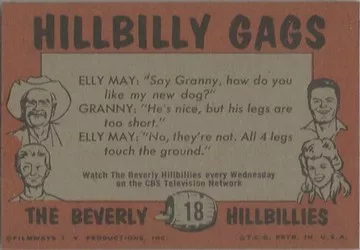 HILLBILLY GAGS
ELLY MAY: "Say Granny, how do you
like my new dog?"
GRANNY: "He's nice, but his legs are
too short."
ELLY MAY: "No, they're not. All 4 legs
touch the ground."
Watch The Beverly Hillbillies every Wednesday
on the CBS Television Network
THE BEVERLY 18 HILLBILLIES
©FILMWAYS T V PRODUCTIONS INC. ©T.C.G. PRTD. IN U.S.A.